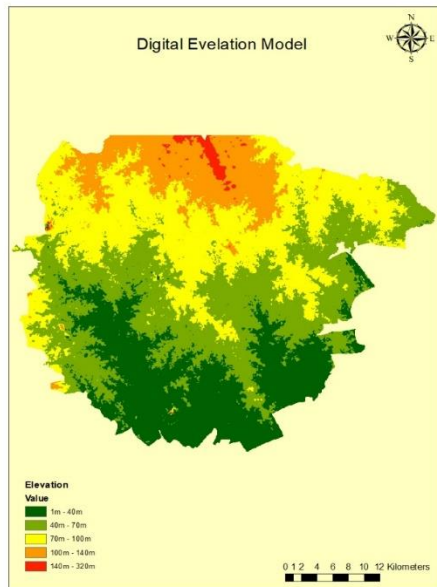 N
Digital Evelation Model
W E
S
Elevation
Value
1m - 40m
40m - 70m
70m - 100m
100m - 140m
140m - 320m
0 1 2 4 6 8 10 12 Kilometers